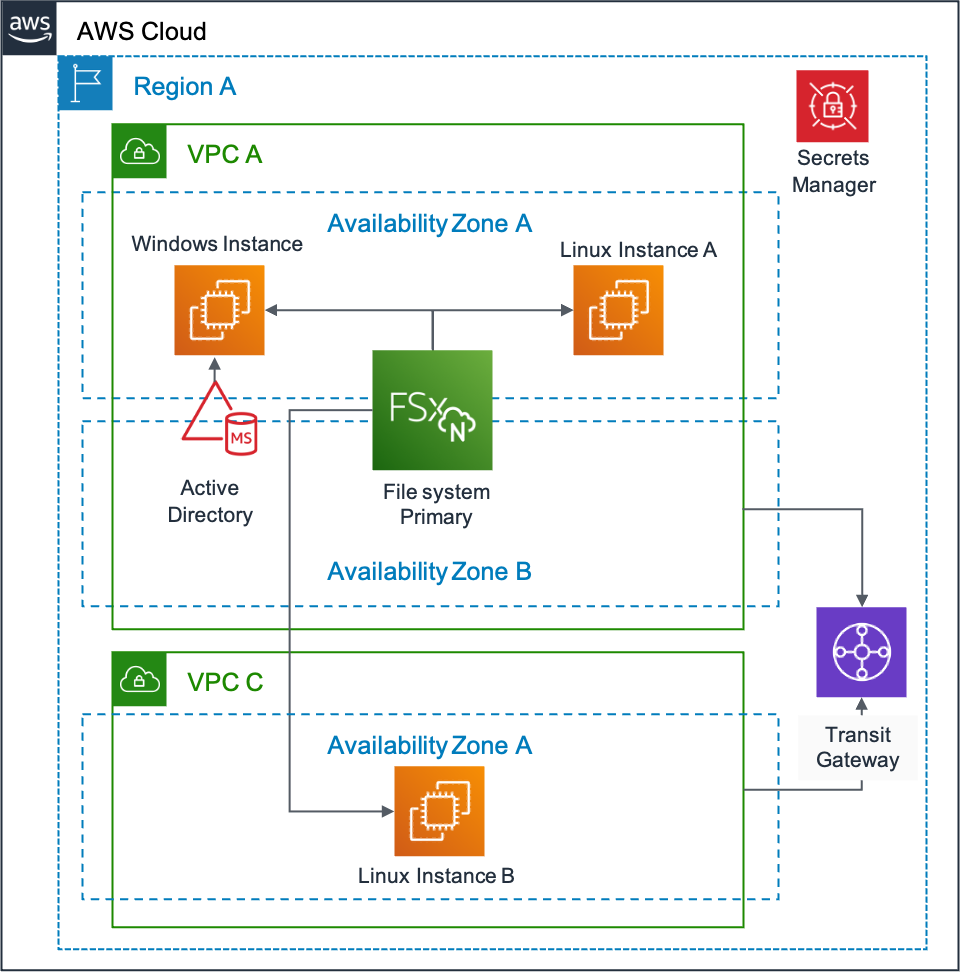 aws
AWS Cloud
Region A
Secrets
Manager
VPC A
Availability Zone A
Windows Instance
Linux Instance A
FSx
N
MS
Active
Directory
File system
Primary
Availability Zone B
VPC C
Transit
Gateway
Availability Zone A
Linux Instance B